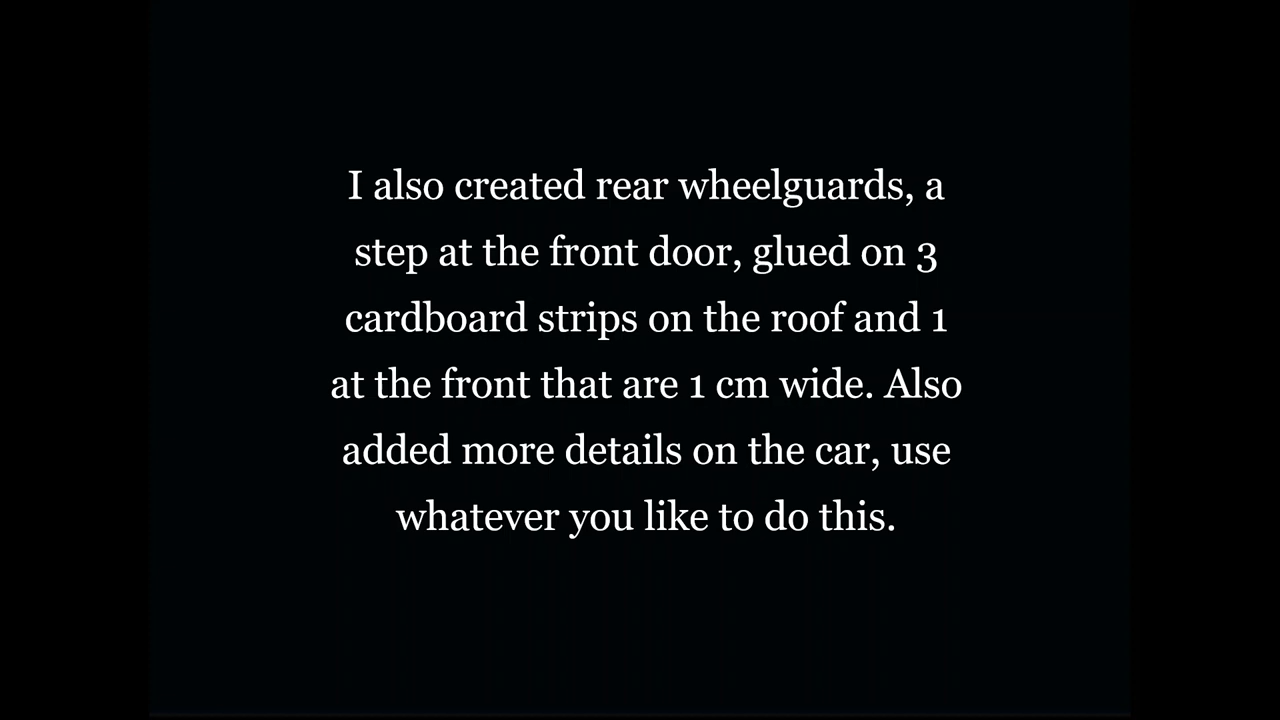 I also created rear wheelguards, a
step at the front door, glued on 3
cardboard strips on the roof and 1
at the front that are 1 cm wide. Also
added more details on the car, use
whatever you like to do this.